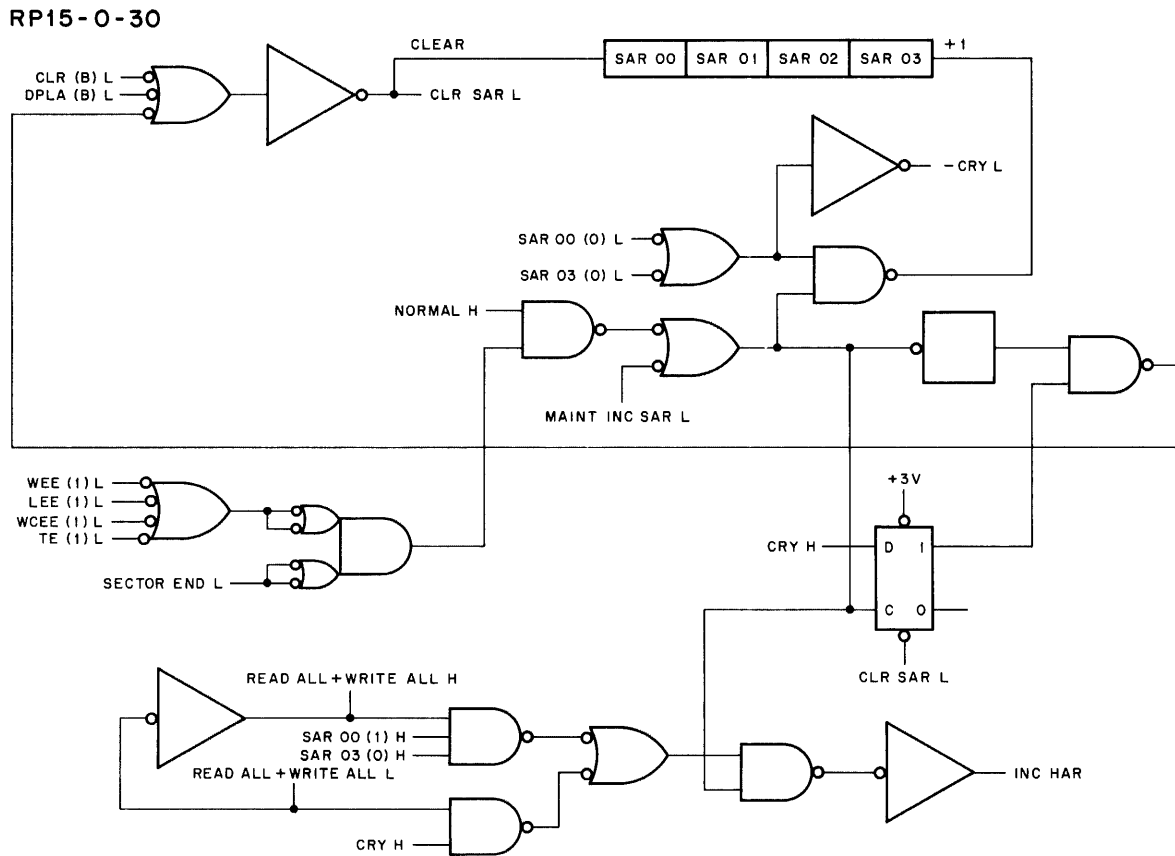 RP15-0-30
CLEAR
SAR 00 SAR 01 SAR 02 SAR 03
+1
CLR (B) L
DPLA (B) L
CLR SAR L
-CRY L
SAR 00 (0) L
SAR 03 (0) L
NORMAL H
MAINT INC SAR L
WEE (1) L
LEE (1) L
WCEE (1) L
TE (1) L
SECTOR END L
+3V
CRY H
D 1
C 0
CLR SAR L
READ ALL+WRITE ALL H
SAR 00 (1) H
SAR 03 (0) H
READ ALL+WRITE ALL L
CRY H
INC HAR